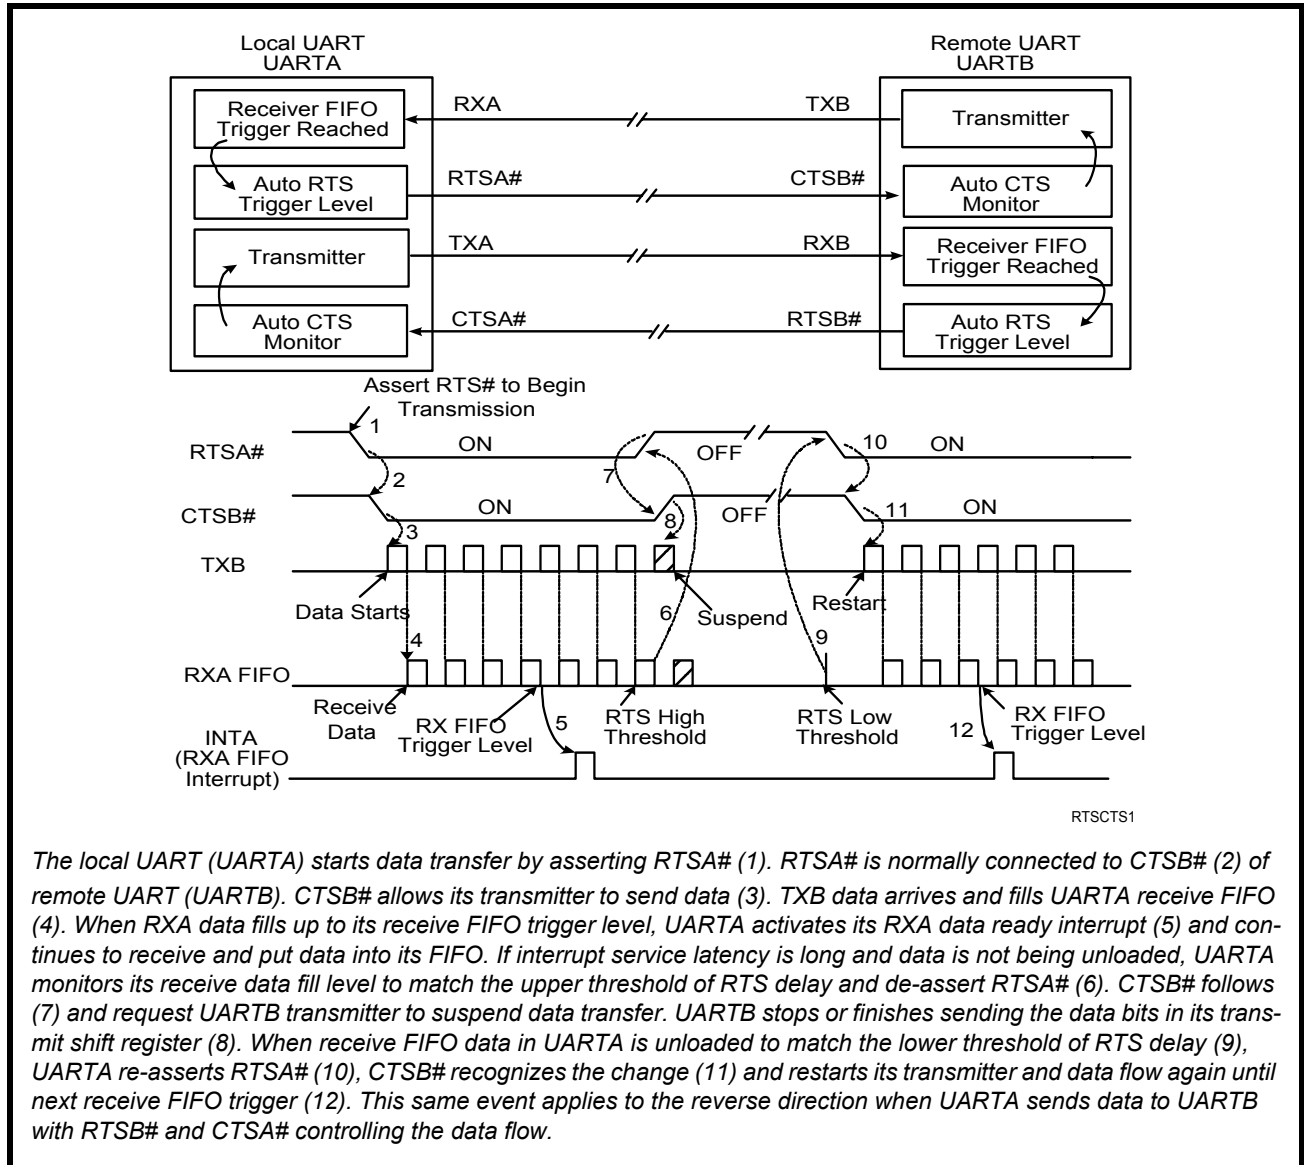 Local UART
UARTA
Remote UART
UARTB
Receiver FIFO
Trigger Reached
RXA
TXB
Transmitter
Auto RTS
Trigger Level
RTSA#
CTSB#
Auto CTS
Monitor
Transmitter
TXA
RXB
Receiver FIFO
Trigger Reached
Auto CTS
Monitor
CTSA#
RTSB#
Auto RTS
Trigger Level
Assert RTS# to Begin
Transmission
1
RTSA#
ON
7
OFF
10
ON
2
CTSB#
ON
8
OFF
11
ON
3
TXB
Data Starts
6
Suspend
Restart
4
9
RXA FIFO
Receive
Data
RX FIFO
Trigger Level
5
RTS High
Threshold
RTS Low
Threshold
12
RX FIFO
Trigger Level
INTA
(RXA FIFO
Interrupt)
RTSCTS1
The local UART (UARTA) starts data transfer by asserting RTSA# (1). RTSA# is normally connected to CTSB# (2) of
remote UART (UARTB). CTSB# allows its transmitter to send data (3). TXB data arrives and fills UARTA receive FIFO
(4). When RXA data fills up to its receive FIFO trigger level, UARTA activates its RXA data ready interrupt (5) and con-
tinues to receive and put data into its FIFO. If interrupt service latency is long and data is not being unloaded, UARTA
monitors its receive data fill level to match the upper threshold of RTS delay and de-assert RTSA# (6). CTSB# follows
(7) and request UARTB transmitter to suspend data transfer. UARTB stops or finishes sending the data bits in its trans-
mit shift register (8). When receive FIFO data in UARTA is unloaded to match the lower threshold of RTS delay (9),
UARTA re-asserts RTSA# (10), CTSB# recognizes the change (11) and restarts its transmitter and data flow again until
next receive FIFO trigger (12). This same event applies to the reverse direction when UARTA sends data to UARTB
with RTSB# and CTSA# controlling the data flow.